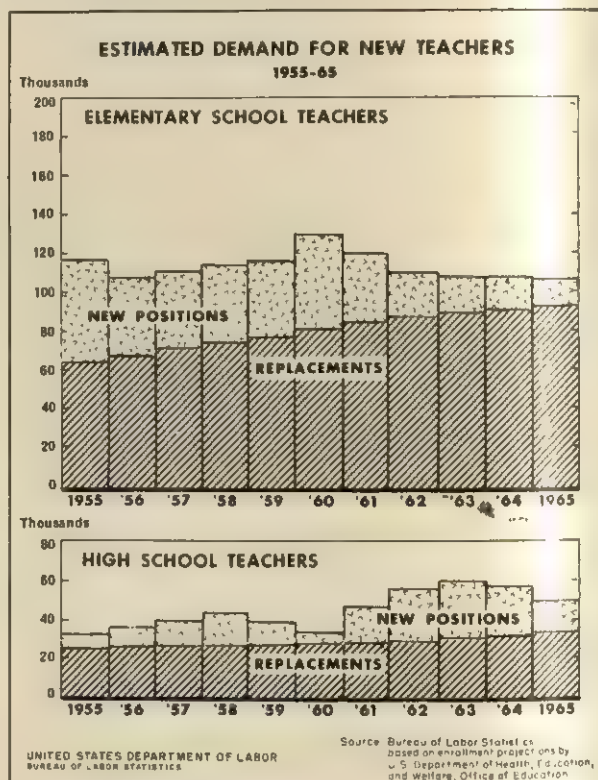 ESTIMATED DEMAND FOR NEW TEACHERS
1955-65
Thousands
200
ELEMENTARY SCHOOL TEACHERS
180
160
140
120
100
NEW POSITIONS
80
REPLACEMENTS
60
40
20
0
1955 '56 '57 '58 '59 '60 '61 '62 '63 '64 1965
Thousands
80
HIGH SCHOOL TEACHERS
60
40
NEW POSITIONS
20
REPLACEMENTS
0
1955 '56 '57 '58 '59 '60 '61 '62 '63 '64 1965
UNITED STATES DEPARTMENT OF LABOR
BUREAU OF LABOR STATISTICS
Source Bureau of Labor Statistics
based on enrollment projections by
U S Department of Health, Education,
and Welfare, Office of Education